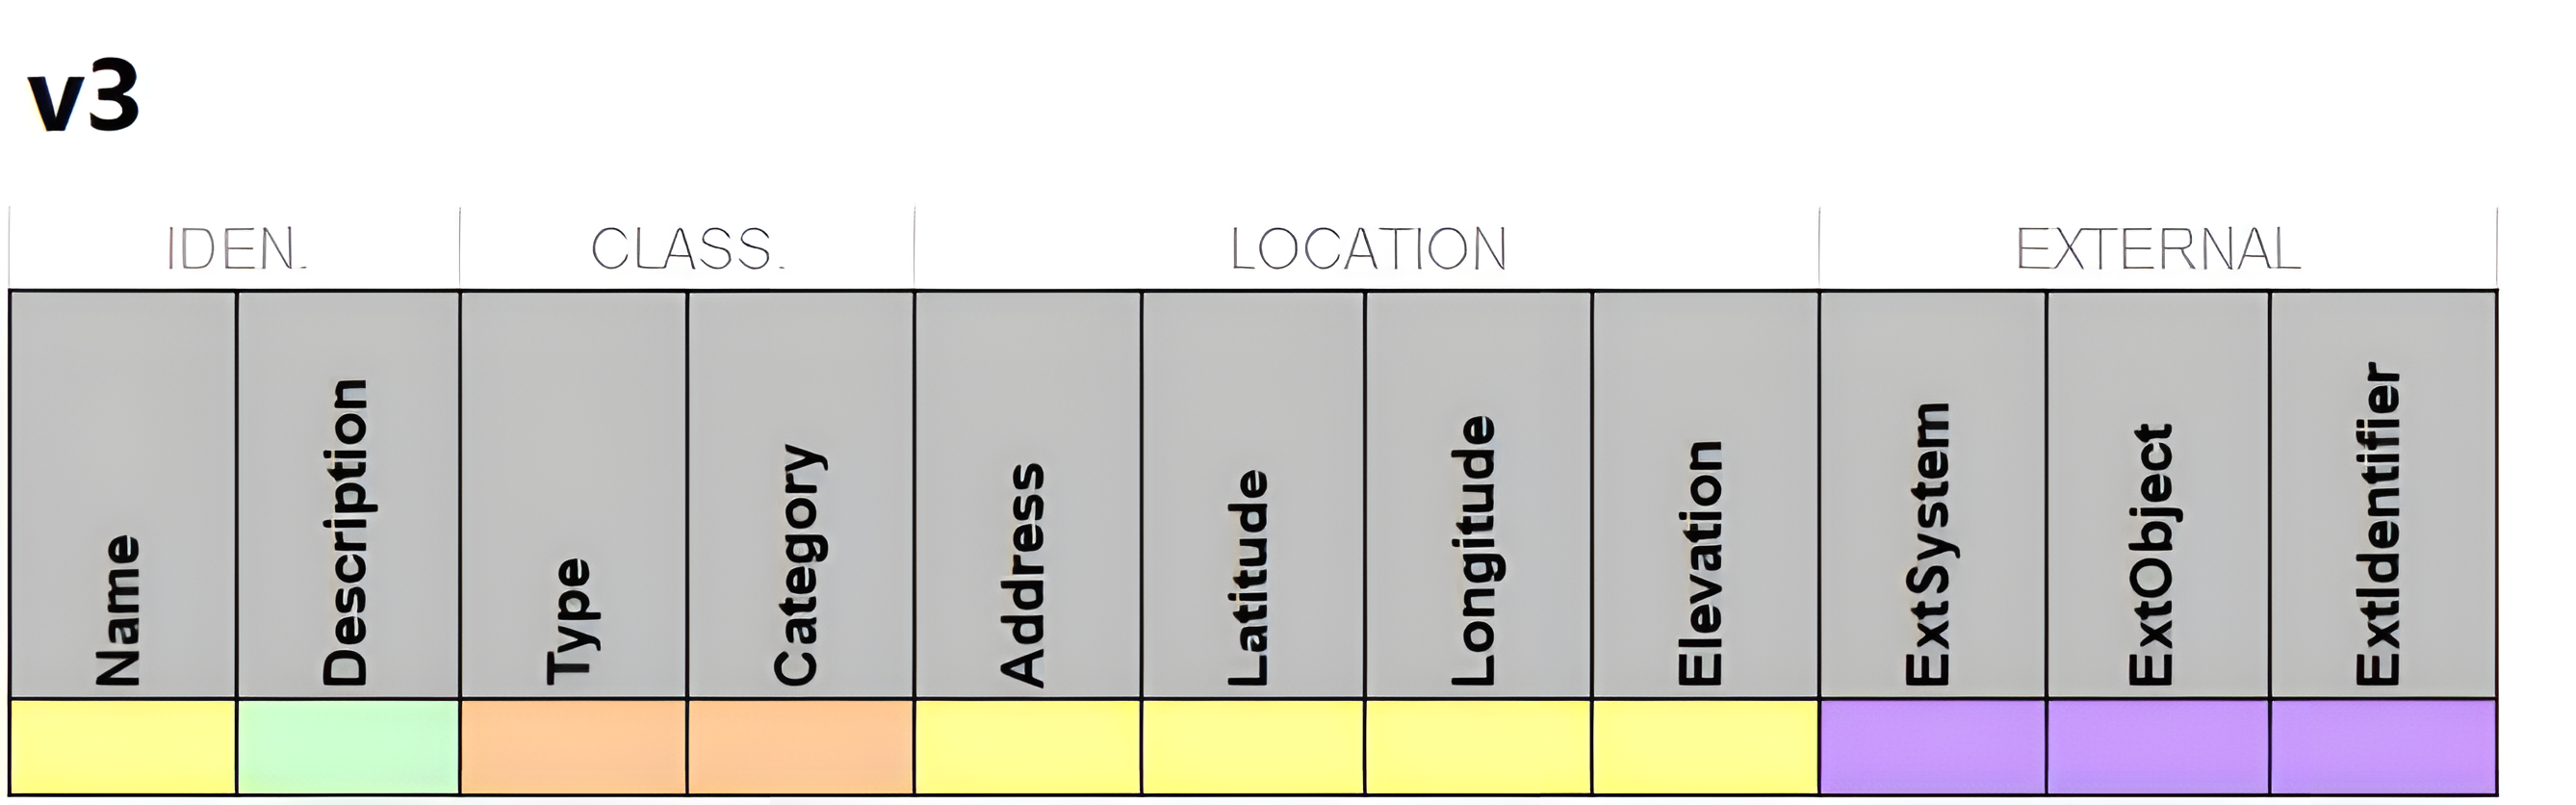 v3
IDEN. CLASS. LOCATION EXTERNAL
Name Description Type Category Address Latitude Longitude Elevation ExtSystem ExtObject ExtIdentifier